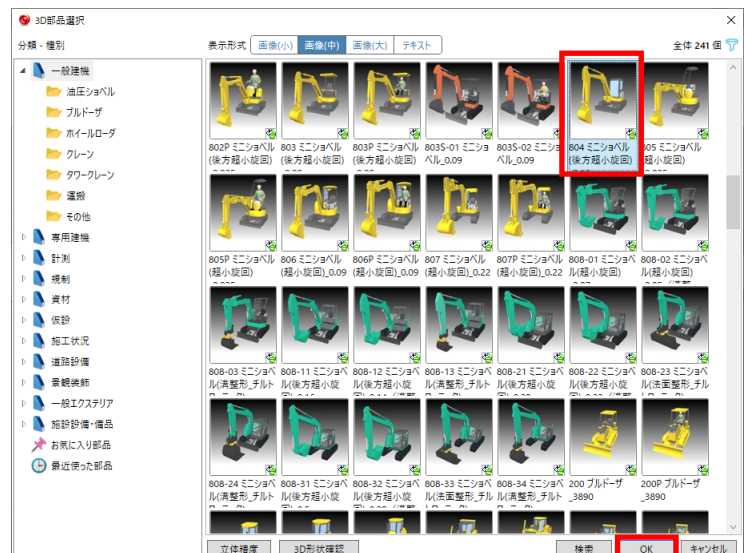 3D部品選択
分類 - 種別
表示形式 画像(小) 画像(中) 画像(大) テキスト
全体 241 個
一般建機
油圧ショベル
ブルドーザ
ホイールローダ
クレーン
タワークレーン
運搬
その他
専用建機
計測
規制
資材
仮設
施工状況
道路設備
景観装飾
一般エクステリア
施設設備・備品
お気に入り部品
最近使った部品
802P ミニショベル
(後方超小旋回)
803 ミニショベル
(後方超小旋回)
803P ミニショベル
(後方超小旋回)
803S-01 ミニショ
ベル_0.09
803S-02 ミニショ
ベル_0.09
804 ミニショベル
(後方超小旋回)
805 ミニショベル
(超小旋回)
805P ミニショベル
(超小旋回)
806 ミニショベル
(超小旋回)_0.09
806P ミニショベル
(超小旋回)_0.09
807 ミニショベル
(超小旋回)_0.22
807P ミニショベル
(超小旋回)_0.22
808-01 ミニショベ
ル(超小旋回)
808-02 ミニショベ
ル(超小旋回)
808-03 ミニショベ
ル(溝整形_チルト
808-11 ミニショベ
ル(後方超小旋
808-12 ミニショベ
ル(後方超小旋
808-13 ミニショベ
ル(溝整形_チルト
808-21 ミニショベ
ル(後方超小旋
808-22 ミニショベ
ル(後方超小旋
808-23 ミニショベ
ル(法面整形_チル
808-24 ミニショベ
ル(溝整形_チルト
808-31 ミニショベ
ル(後方超小旋
808-32 ミニショベ
ル(後方超小旋
808-33 ミニショベ
ル(法面整形_チル
808-34 ミニショベ
ル(溝整形_チルト
200 ブルドーザ
_3890
200P ブルドーザ
_3890
立体精度 3D形状確認 検索 OK キャンセル